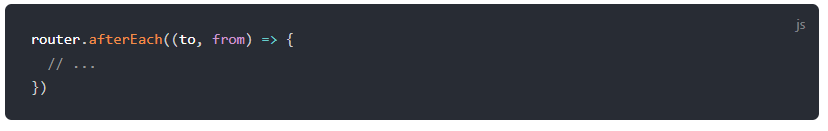 js
router.afterEach((to, from) => {
  // ...
})